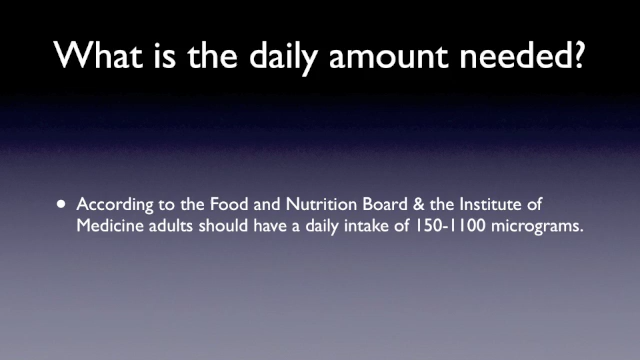 What is the daily amount needed?
• According to the Food and Nutrition Board & the Institute of
Medicine adults should have a daily intake of 150-1100 micrograms.